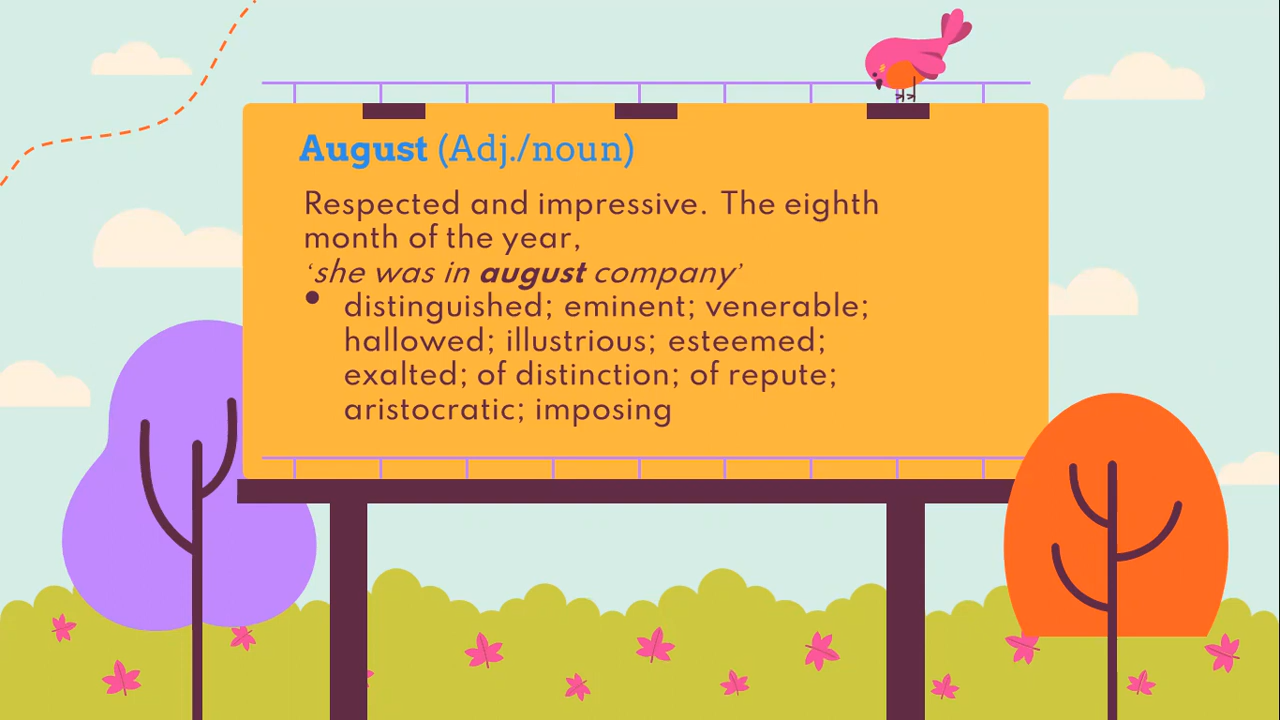 August (Adj./noun)
Respected and impressive. The eighth
month of the year,
‘she was in august company’
• distinguished; eminent; venerable;
hallowed; illustrious; esteemed;
exalted; of distinction; of repute;
aristocratic; imposing